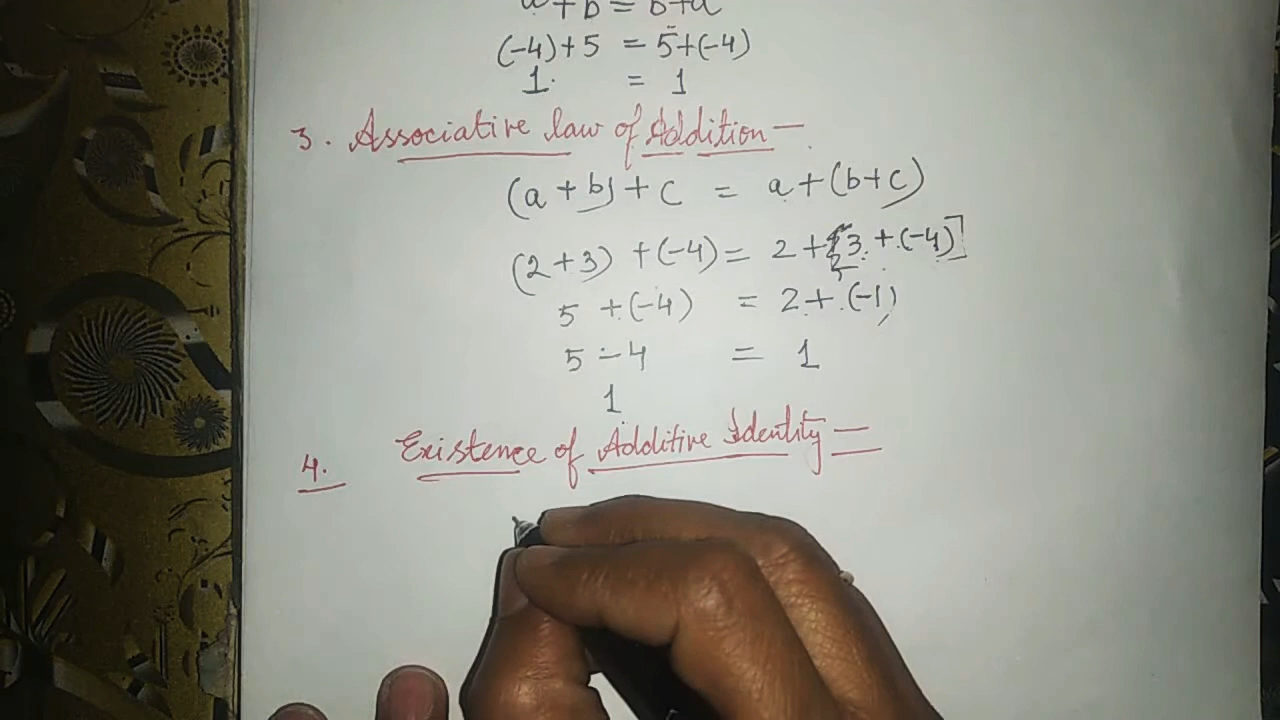 a+b = b+a
(-4)+5 = 5+(-4)
1. = 1
3. Associative law of Addition —
(a+b)+c = a+(b+c)
(2+3) +(-4) = 2+[3+(-4)]
5 +(-4) = 2+(-1)
5-4 = 1
1
4. Existence of Additive Identity =